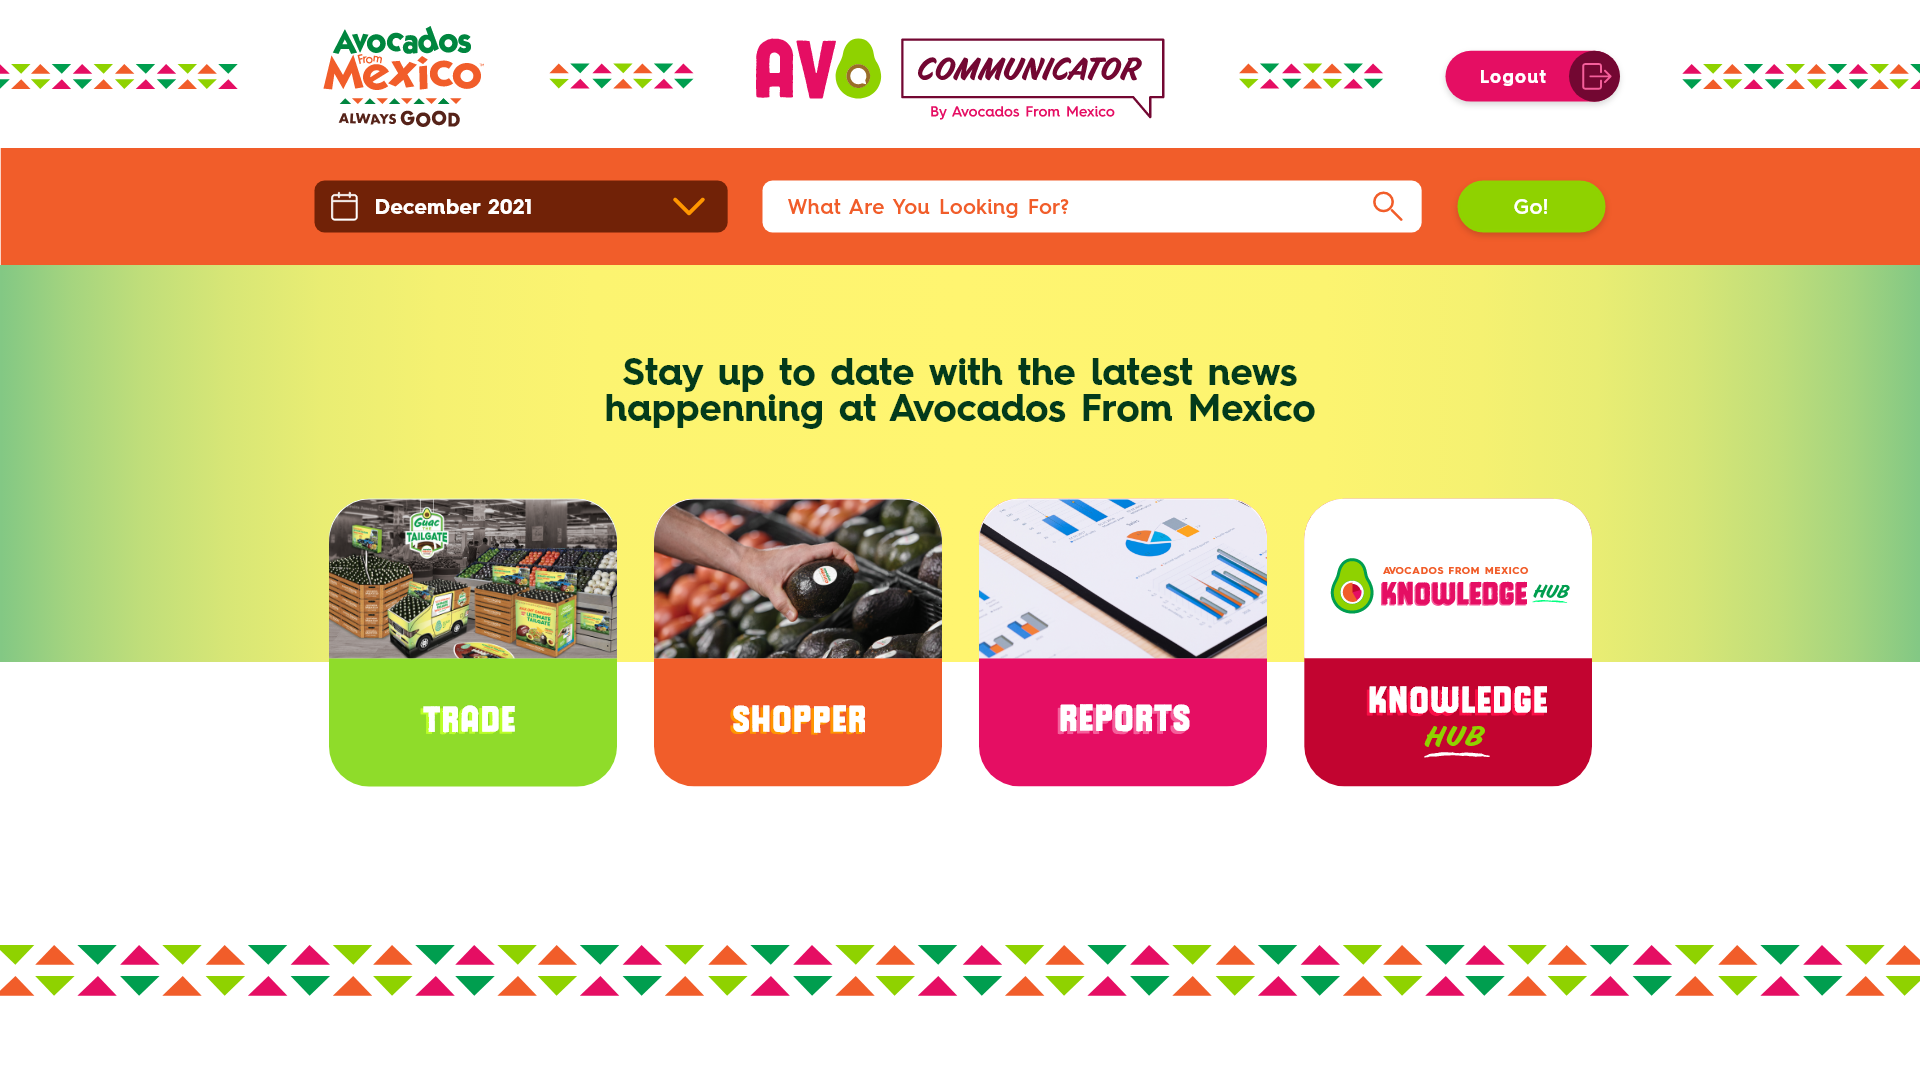 Avocados
From
Mexico
ALWAYS GOOD
AVO COMMUNICATOR
By Avocados From Mexico
Logout
December 2021
What Are You Looking For?
Go!
Stay up to date with the latest news
happenning at Avocados From Mexico
Guac
THE
TAILGATE
ULTIMATE
TAILGATE
AVOCADOS FROM MEXICO
KNOWLEDGE HUB
TRADE
SHOPPER
REPORTS
KNOWLEDGE
HUB